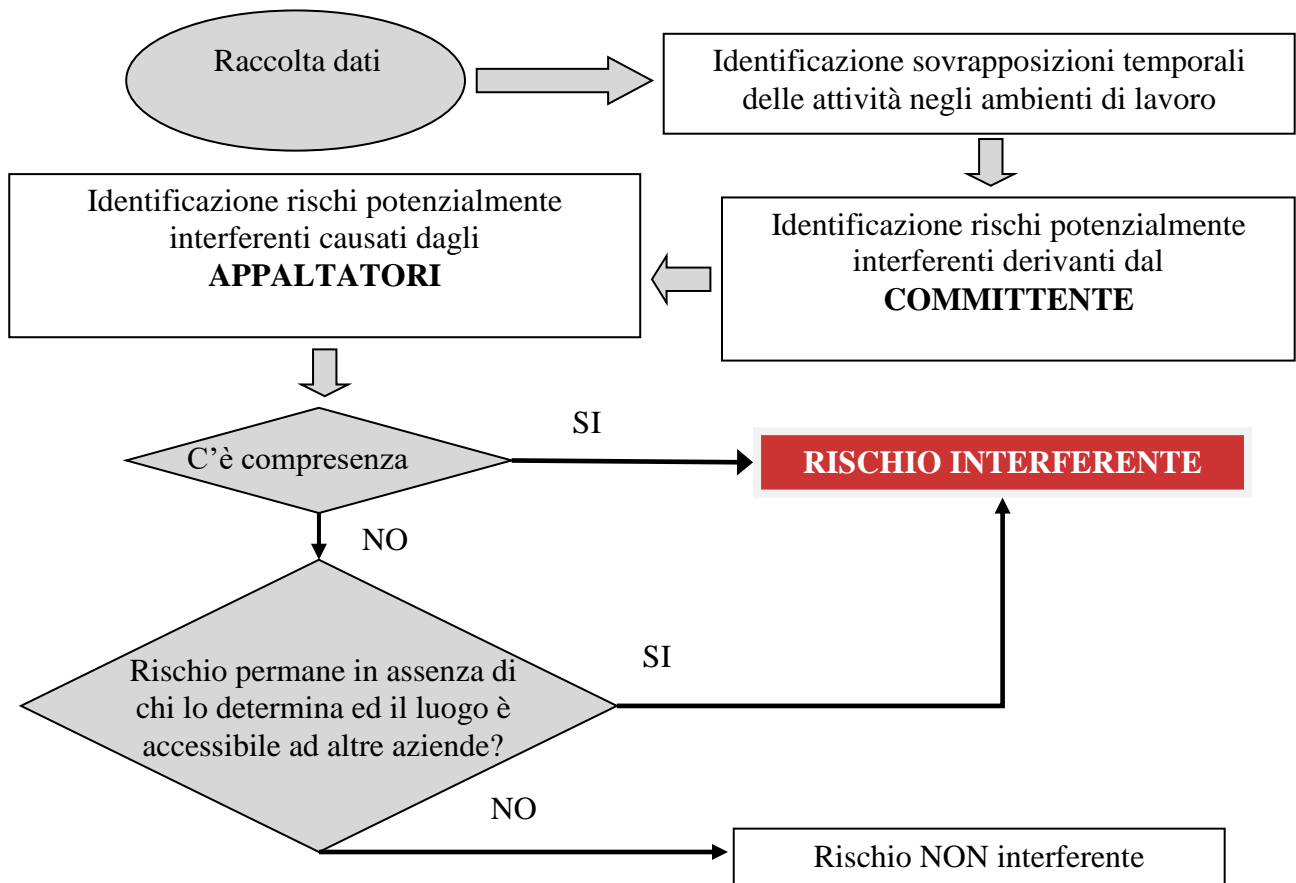 Raccolta dati
Identificazione sovrapposizioni temporali
delle attività negli ambienti di lavoro
Identificazione rischi potenzialmente
interferenti derivanti dal
COMMITTENTE
Identificazione rischi potenzialmente
interferenti causati dagli
APPALTATORI
C’è compresenza
SI
RISCHIO INTERFERENTE
NO
Rischio permane in assenza di
chi lo determina ed il luogo è
accessibile ad altre aziende?
SI
NO
Rischio NON interferente